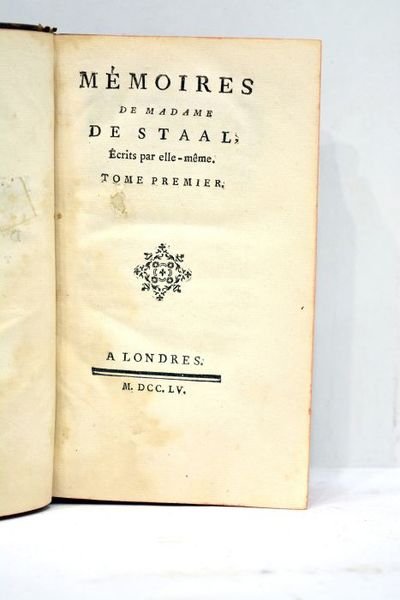 MÉMOIRES
DE MADAME
DE STAAL,
Écrits par elle-même.
TOME PREMIER.
A LONDRES.
M. DCC. LV.